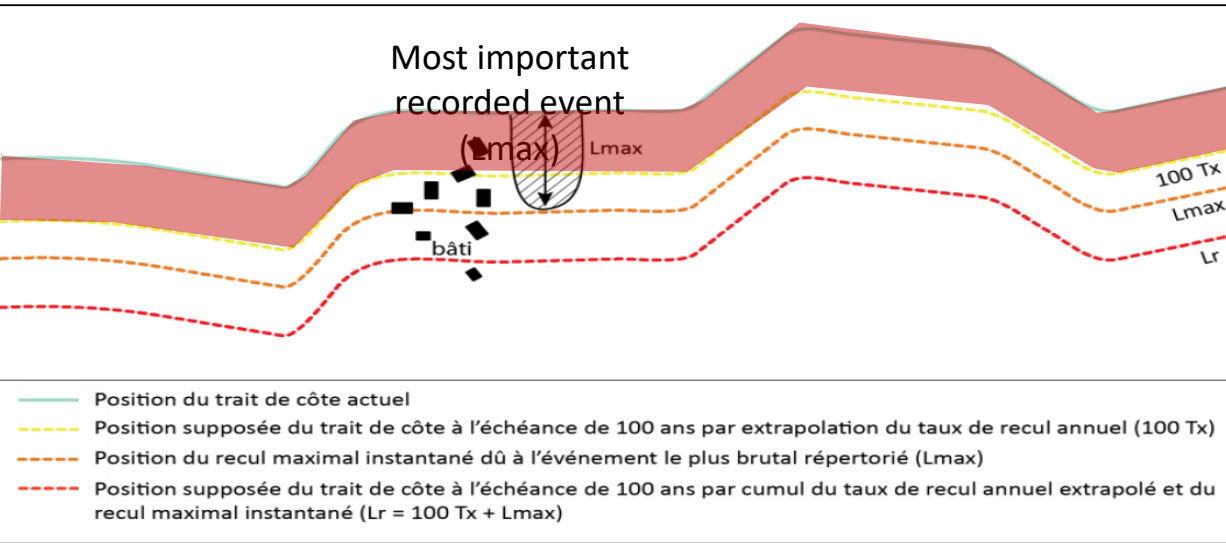 Most important
recorded event
(Lmax)
Lmax
bâti
100 Tx
Lmax
Lr
Position du trait de côte actuel
Position supposée du trait de côte à l’échéance de 100 ans par extrapolation du taux de recul annuel (100 Tx)
Position du recul maximal instantané dû à l’événement le plus brutal répertorié (Lmax)
Position supposée du trait de côte à l’échéance de 100 ans par cumul du taux de recul annuel extrapolé et du
recul maximal instantané (Lr = 100 Tx + Lmax)